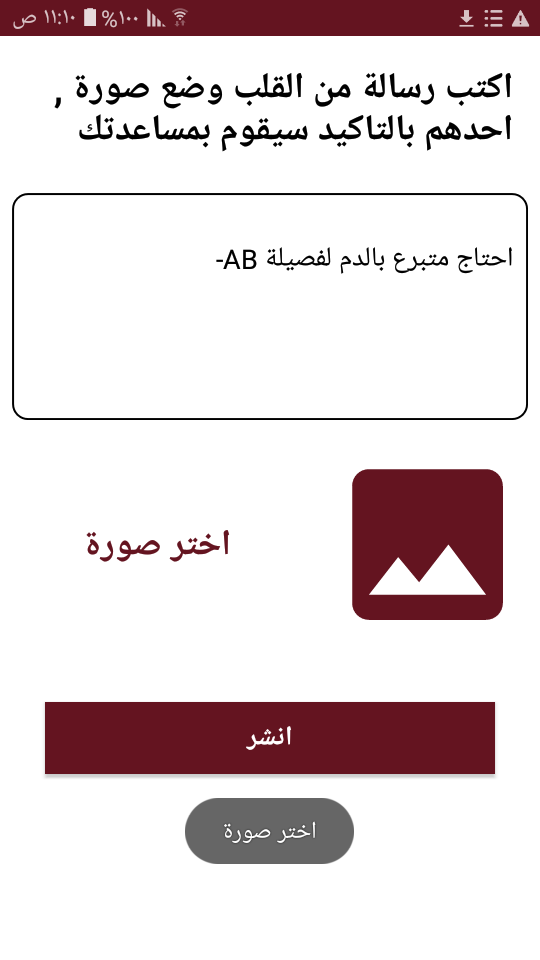 ١١:١٠ ص %١٠٠
اكتب رسالة من القلب وضع صورة ,
احدهم بالتاكيد سيقوم بمساعدتك
احتاج متبرع بالدم لفصيلة AB-
اختر صورة
انشر
اختر صورة